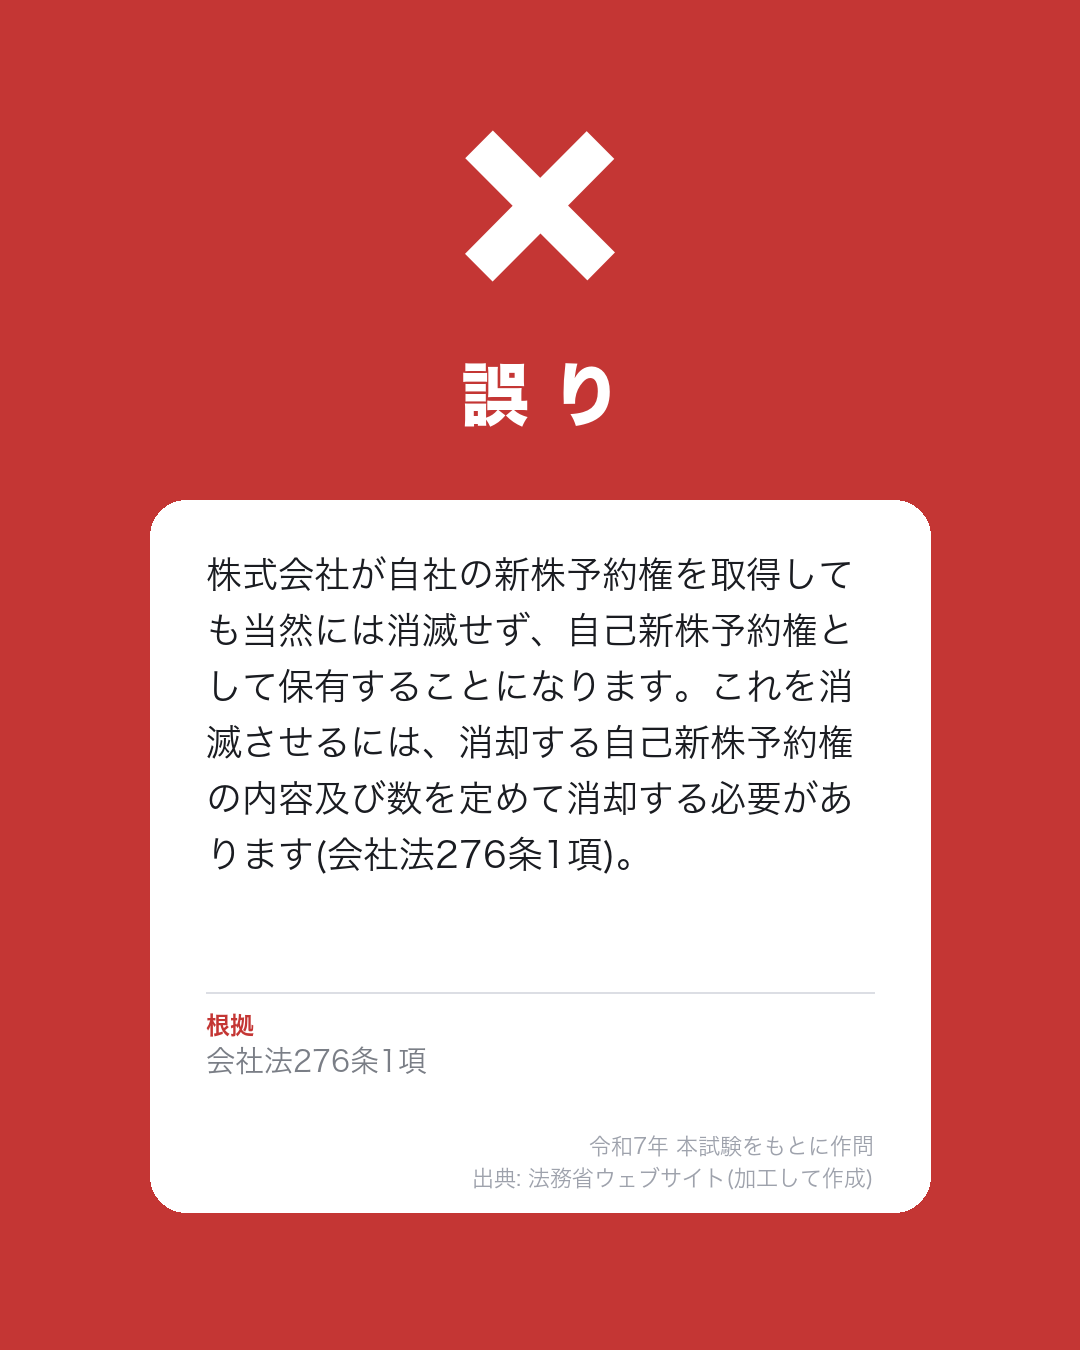 ×
誤り
株式会社が自社の新株予約権を取得して
も当然には消滅せず、自己新株予約権と
して保有することになります。これを消
滅させるには、消却する自己新株予約権
の内容及び数を定めて消却する必要があ
ります(会社法276条1項)。
根拠
会社法276条1項
令和7年 本試験をもとに作問
出典: 法務省ウェブサイト(加工して作成)